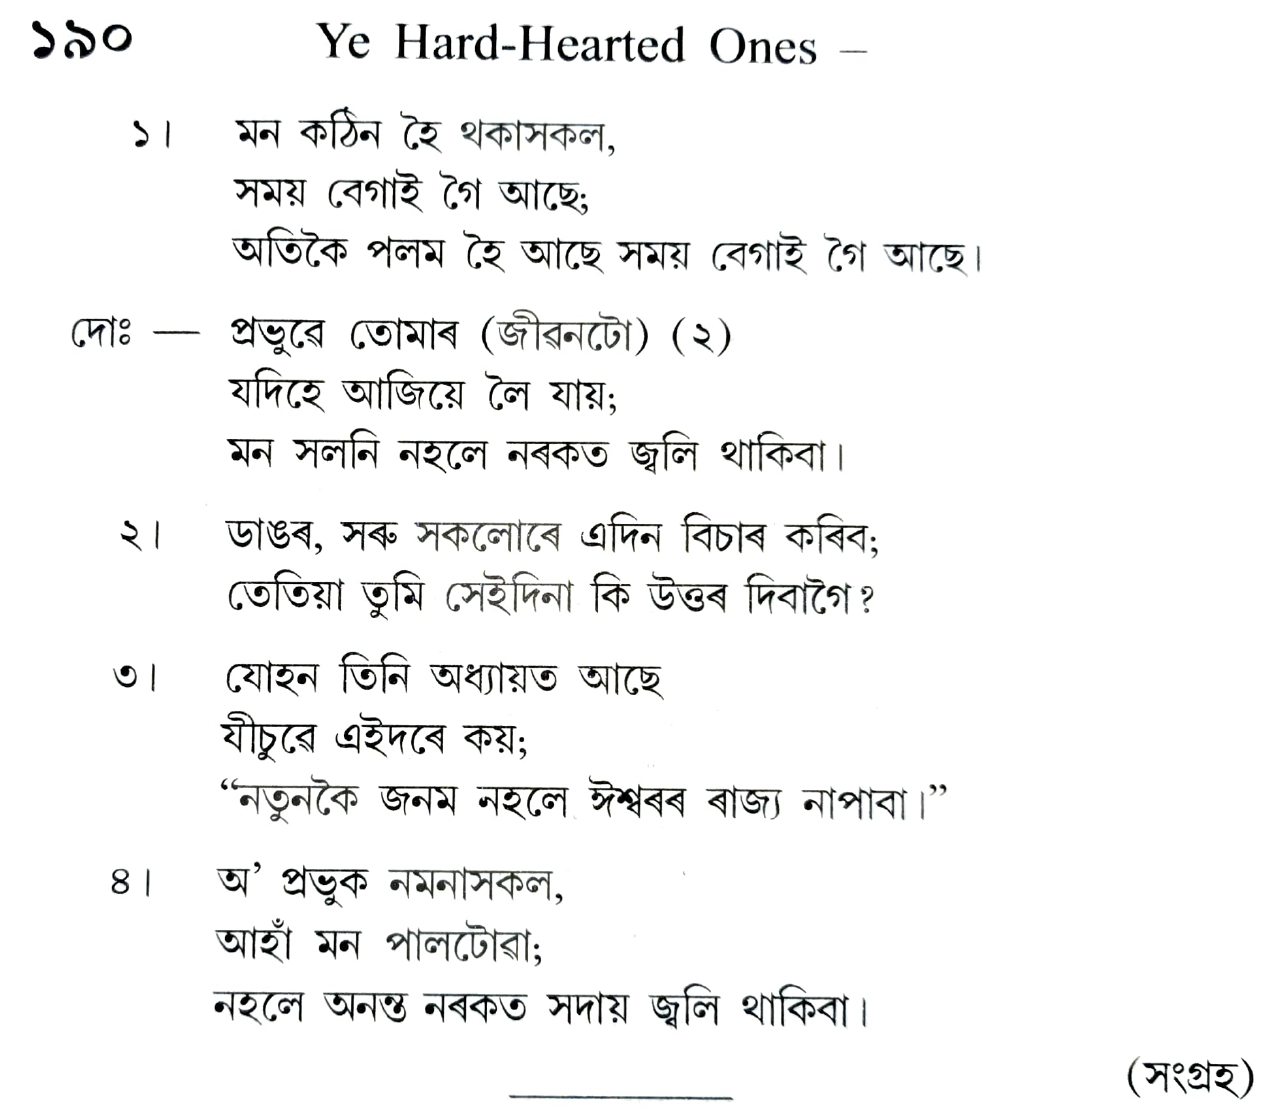 ১৯০ Ye Hard-Hearted Ones –
১। মন কঠিন হৈ থকাসকল,
সময় বেগাই গৈ আছে;
অতিকৈ পলম হৈ আছে সময় বেগাই গৈ আছে।
দোঃ — প্ৰভুৱে তোমাৰ (জীৱনটো) (২)
যদিহে আজিয়ে লৈ যায়;
মন সলনি নহলে নৰকত জ্বলি থাকিবা।
২। ডাঙৰ, সৰু সকলোৰে এদিন বিচাৰ কৰিব;
তেতিয়া তুমি সেইদিনা কি উত্তৰ দিবাগৈ?
৩। যোহন তিনি অধ্যায়ত আছে
যীচুৱে এইদৰে কয়;
“নতুনকৈ জনম নহলে ঈশ্বৰৰ ৰাজ্য নাপাবা।”
৪। অ’ প্ৰভুক নমনাসকল,
আহাঁ মন পালটোৱা;
নহলে অনন্ত নৰকত সদায় জ্বলি থাকিবা।
(সংগ্ৰহ)